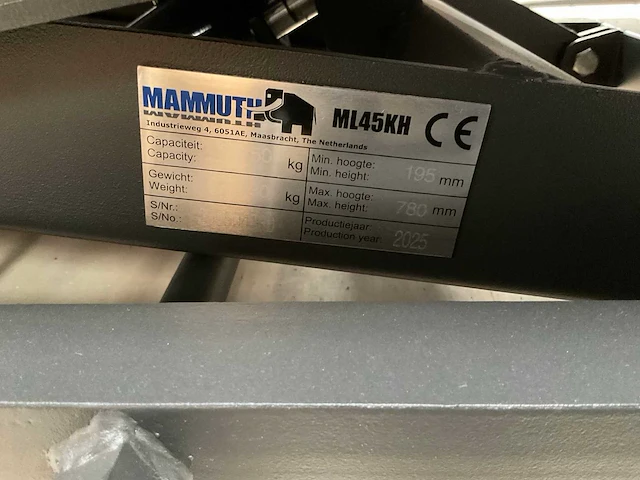 MAMMUTH ML45KH CE
Industrieweg 4, 6051AE, Maasbracht, The Netherlands
Capaciteit:
Capacity: kg
Min. hoogte:
Min. height: 195 mm
Gewicht:
Weight: kg
Max. hoogte:
Max. height: 780 mm
S/Nr.:
S/No.:
Productiejaar:
Production year: 2025